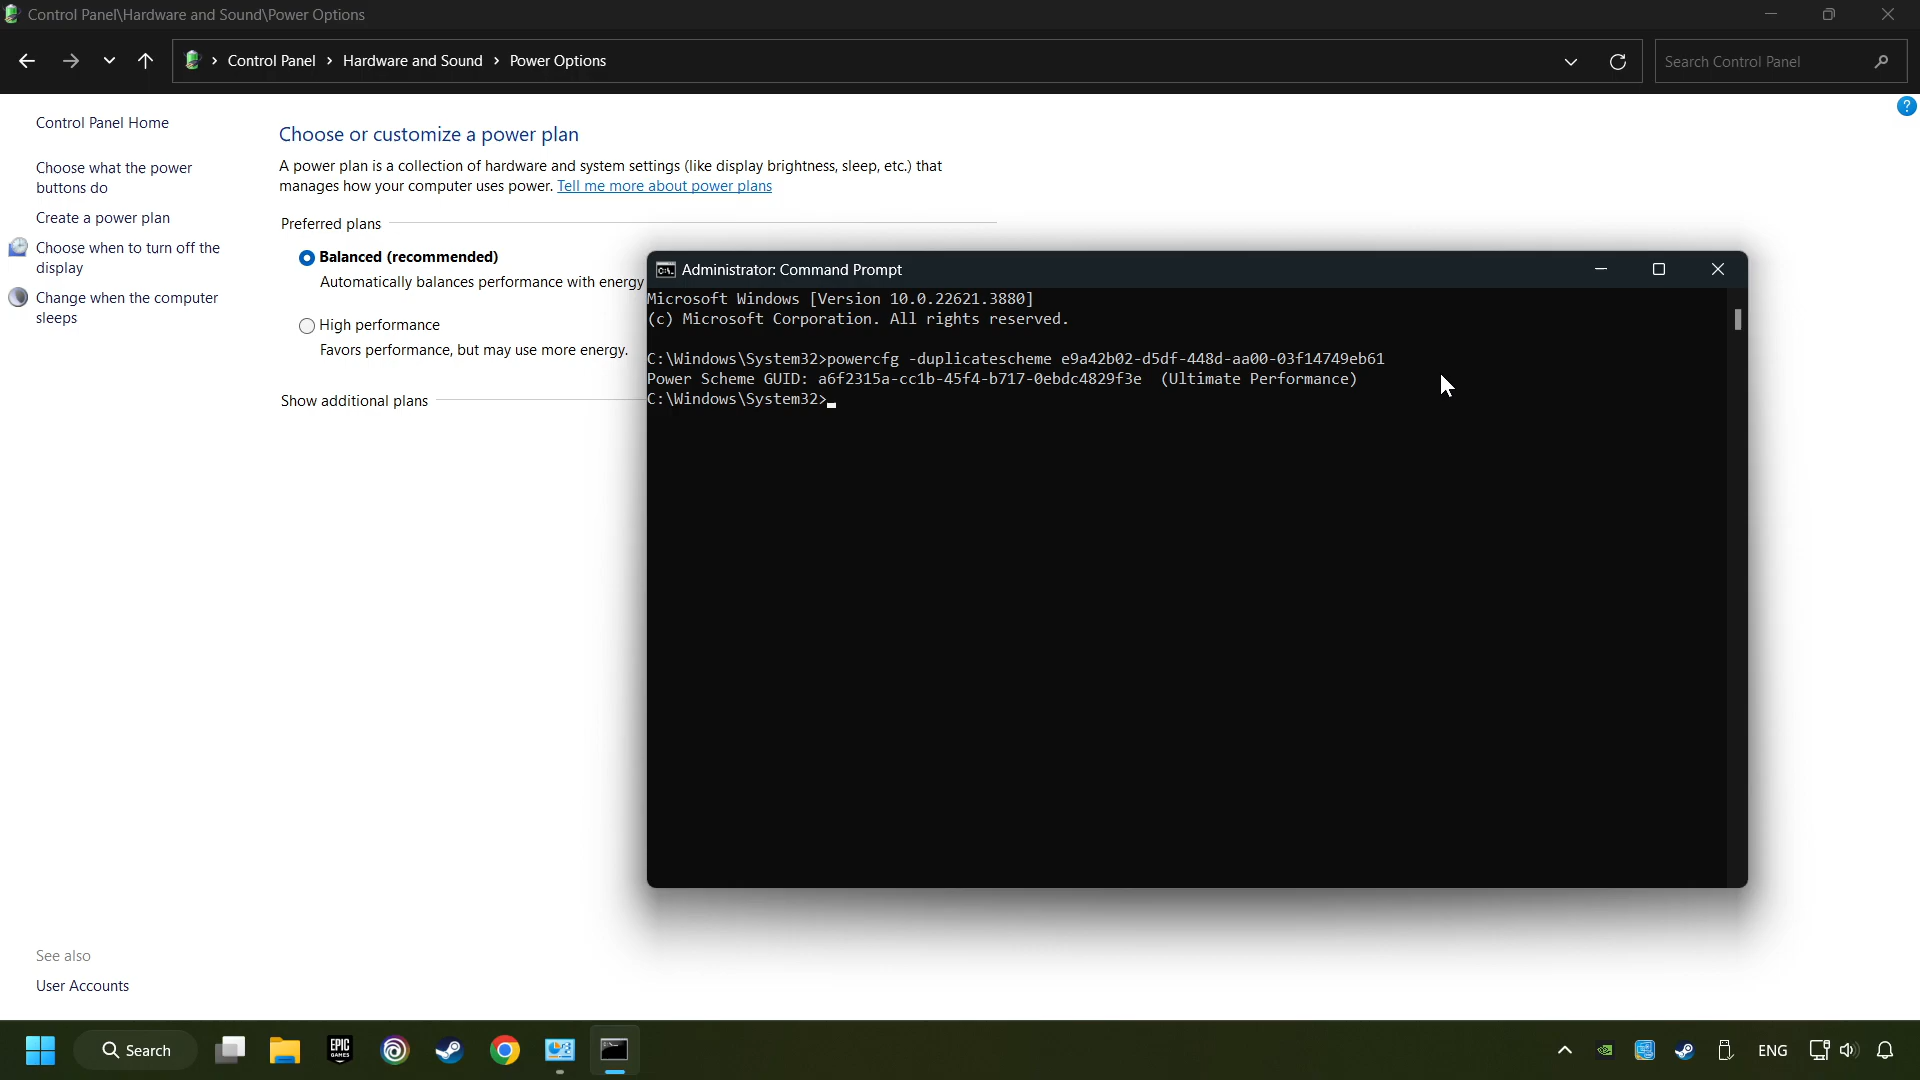 Control Panel\Hardware and Sound\Power Options
Control Panel > Hardware and Sound > Power Options
Search Control Panel
Control Panel Home
Choose what the power
buttons do
Create a power plan
Choose when to turn off the
display
Change when the computer
sleeps
See also
User Accounts
Choose or customize a power plan
A power plan is a collection of hardware and system settings (like display brightness, sleep, etc.) that
manages how your computer uses power. Tell me more about power plans
Preferred plans
Balanced (recommended)
Automatically balances performance with energy
High performance
Favors performance, but may use more energy.
Show additional plans
Administrator: Command Prompt
Microsoft Windows [Version 10.0.22621.3880]
(c) Microsoft Corporation. All rights reserved.
C:\Windows\System32>powercfg -duplicatescheme e9a42b02-d5df-448d-aa00-03f14749eb61
Power Scheme GUID: a6f2315a-cc1b-45f4-b717-0ebdc4829f3e  (Ultimate Performance)
C:\Windows\System32>
Search
EPIC
GAMES
ENG